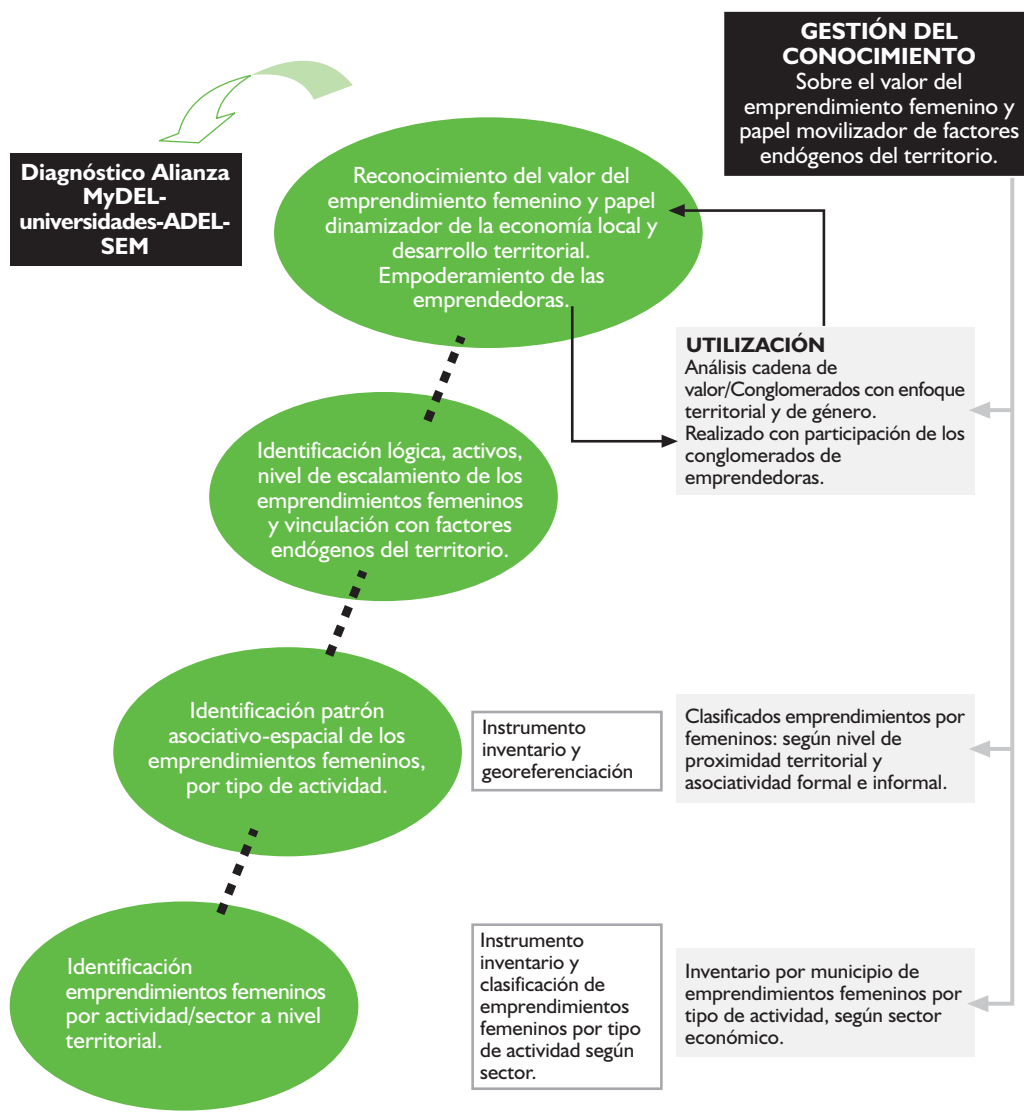 GESTIÓN DEL
CONOCIMIENTO
Sobre el valor del
emprendimiento femenino y
papel movilizador de factores
endógenos del territorio.
Diagnóstico Alianza
MyDEL-
universidades-ADEL-
SEM
Reconocimiento del valor del
emprendimiento femenino y papel
dinamizador de la economía local y
desarrollo territorial.
Empoderamiento de las
emprendedoras.
UTILIZACIÓN
Análisis cadena de
valor/Conglomerados con enfoque
territorial y de género.
Realizado con participación de los
conglomerados de
emprendedoras.
Identificación lógica, activos,
nivel de escalamiento de los
emprendimientos femeninos
y vinculación con factores
endógenos del territorio.
Identificación patrón
asociativo-espacial de los
emprendimientos femeninos,
por tipo de actividad.
Instrumento
inventario y
georeferenciación
Clasificados emprendimientos por
femeninos: según nivel de
proximidad territorial y
asociatividad formal e informal.
Identificación
emprendimientos femeninos
por actividad/sector a nivel
territorial.
Instrumento
inventario y
clasificación de
emprendimientos
femeninos por tipo
de actividad según
sector.
Inventario por municipio de
emprendimientos femeninos por
tipo de actividad, según sector
económico.